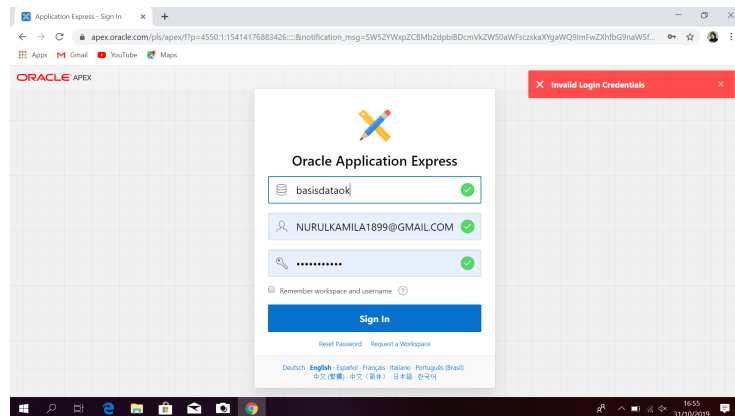 Application Express - Sign In
apex.oracle.com/pls/apex/f?p=4550:1:15414176883426::::&notification_msg=SW52YWxpZCBMb2dpbiBDcmVkZW50aWFsczxkaXYgaWQ9ImFwZXhfbG9naW5f...
Apps Gmail YouTube Maps
ORACLE APEX
Invalid Login Credentials
Oracle Application Express
basisdataok
NURULKAMILA1899@GMAIL.COM
•••••••••••
Remember workspace and username ?
Sign In
Reset Password Request a Workspace
Deutsch · English · Español · Français · Italiano · Português (Brasil) ·
中文 (繁體) · 中文 (简体) · 日本語 · 한국어
16:55
31/10/2019